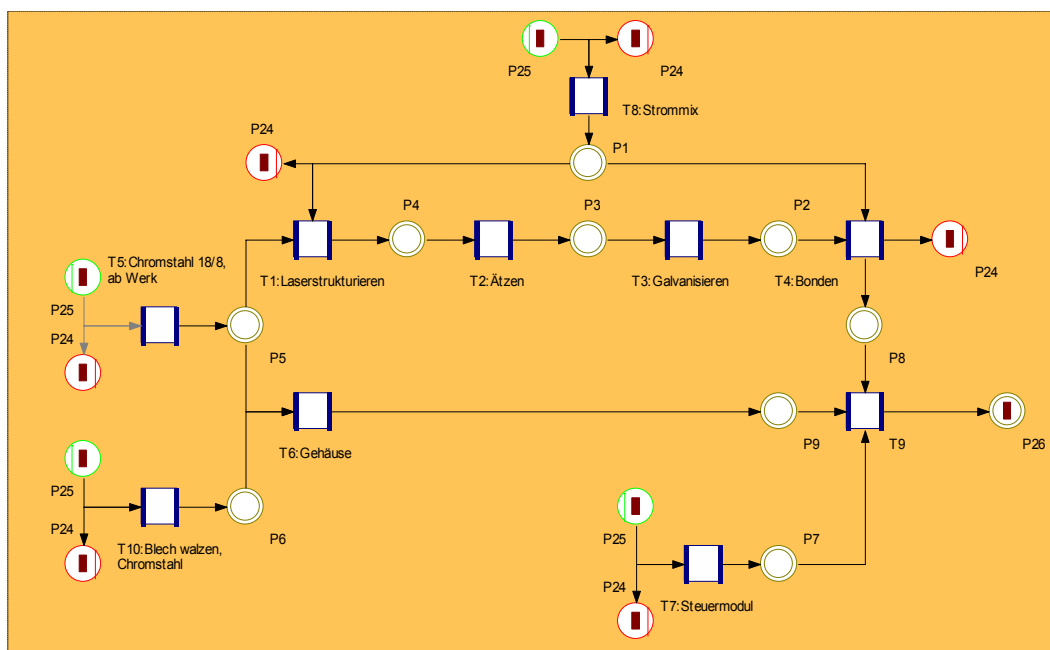 P25
P24
T8:Strommix
P24
P1
P4
P3
P2
T1:Laserstrukturieren
T2:Ätzen
T3:Galvanisieren
T4:Bonden
P24
T5:Chromstahl 18/8,
ab Werk
P25
P24
P5
P8
T6:Gehäuse
P9
T9
P26
P25
P24
P6
T10:Blech walzen,
Chromstahl
P25
P7
P24
T7:Steuermodul